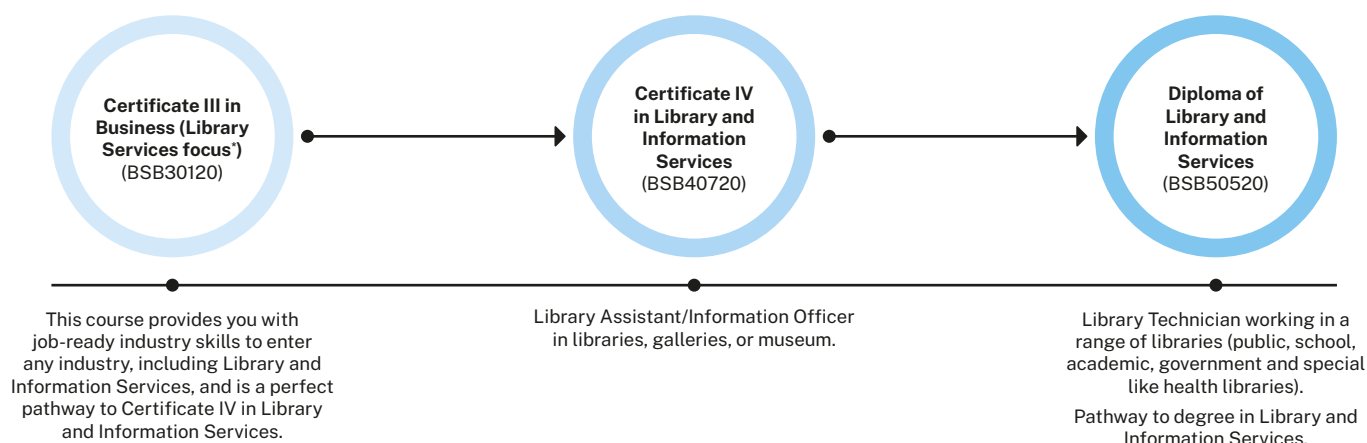 Certificate III in
Business (Library
Services focus*)
(BSB30120)
Certificate IV
in Library and
Information
Services
(BSB40720)
Diploma of
Library and
Information
Services
(BSB50520)
This course provides you with
job-ready industry skills to enter
any industry, including Library and
Information Services, and is a perfect
pathway to Certificate IV in Library
and Information Services.
Library Assistant/Information Officer
in libraries, galleries, or museum.
Library Technician working in a
range of libraries (public, school,
academic, government and special
like health libraries).
Pathway to degree in Library and
Information Services.